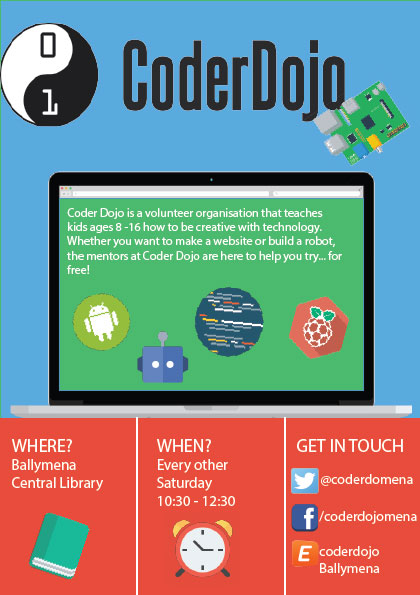 0
1
CoderDojo
Coder Dojo is a volunteer organisation that teaches
kids ages 8 -16 how to be creative with technology.
Whether you want to make a website or build a robot,
the mentors at Coder Dojo are here to help you try... for
free!
WHERE?
Ballymena
Central Library
WHEN?
Every other
Saturday
10:30 - 12:30
GET IN TOUCH
@coderdomena
/coderdojomena
E coderdojo
Ballymena